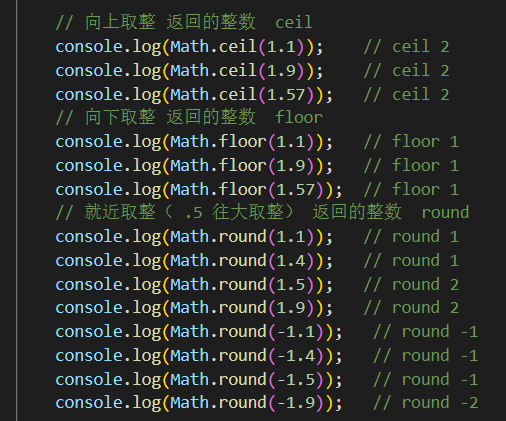 // 向上取整 返回的整数  ceil
console.log(Math.ceil(1.1));    // ceil 2
console.log(Math.ceil(1.9));    // ceil 2
console.log(Math.ceil(1.57));   // ceil 2
// 向下取整 返回的整数  floor
console.log(Math.floor(1.1));   // floor 1
console.log(Math.floor(1.9));   // floor 1
console.log(Math.floor(1.57));  // floor 1
// 就近取整（ .5 往大取整） 返回的整数  round
console.log(Math.round(1.1));   // round 1
console.log(Math.round(1.4));   // round 1
console.log(Math.round(1.5));   // round 2
console.log(Math.round(1.9));   // round 2
console.log(Math.round(-1.1));   // round -1
console.log(Math.round(-1.4));   // round -1
console.log(Math.round(-1.5));   // round -1
console.log(Math.round(-1.9));   // round -2